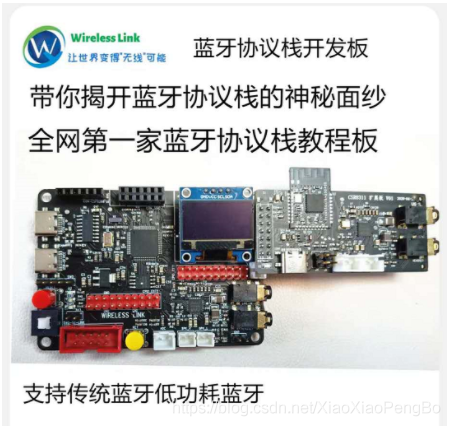 Wireless Link
让世界变得"无线"可能
蓝牙协议栈开发板
带你揭开蓝牙协议栈的神秘面纱
全网第一家蓝牙协议栈教程板
WIRELESS LINK
支持传统蓝牙低功耗蓝牙
https://blog.csdn.net/XiaoXiaoPengBo